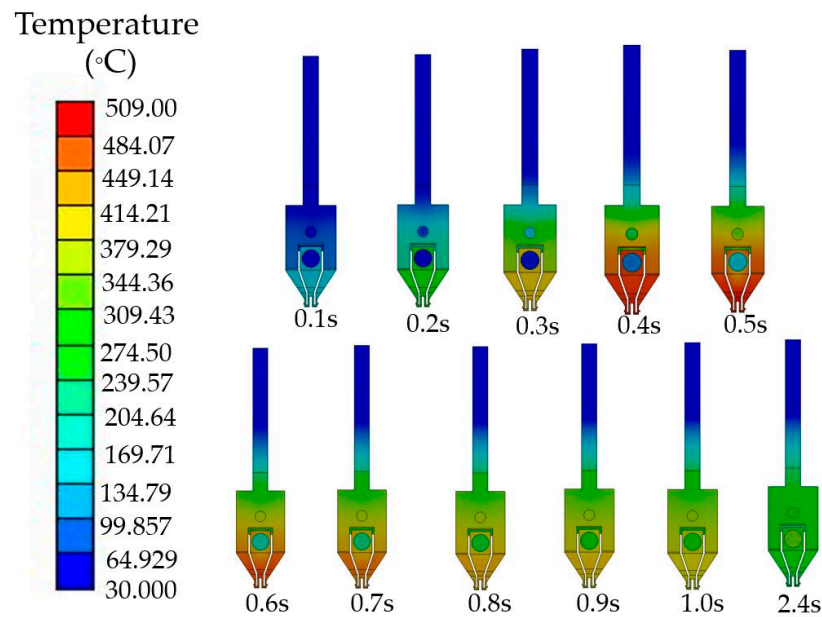 Temperature
(°C)
509.00
484.07
449.14
414.21
379.29
344.36
309.43
274.50
239.57
204.64
169.71
134.79
99.857
64.929
30.000
0.1s
0.2s
0.3s
0.4s
0.5s
0.6s
0.7s
0.8s
0.9s
1.0s
2.4s